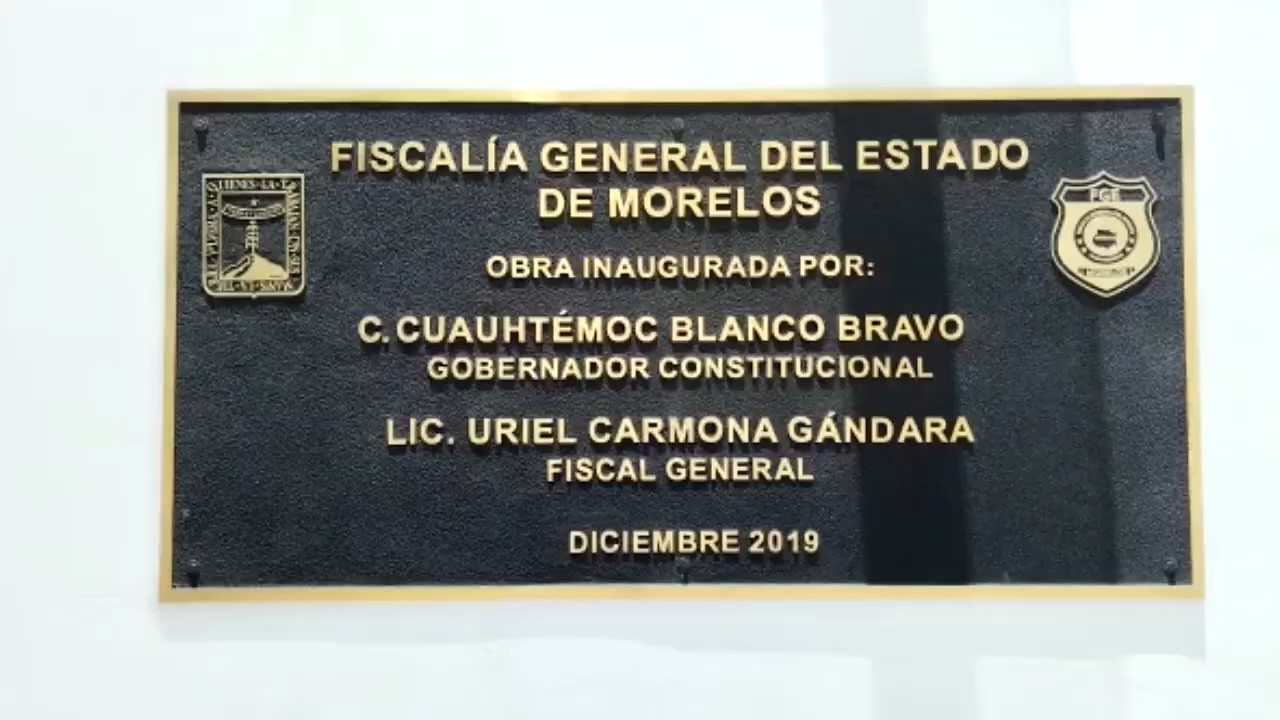 FISCALÍA GENERAL DEL ESTADO
DE MORELOS
OBRA INAUGURADA POR:
C. CUAUHTÉMOC BLANCO BRAVO
GOBERNADOR CONSTITUCIONAL
LIC. URIEL CARMONA GÁNDARA
FISCAL GENERAL
DICIEMBRE 2019
FGE